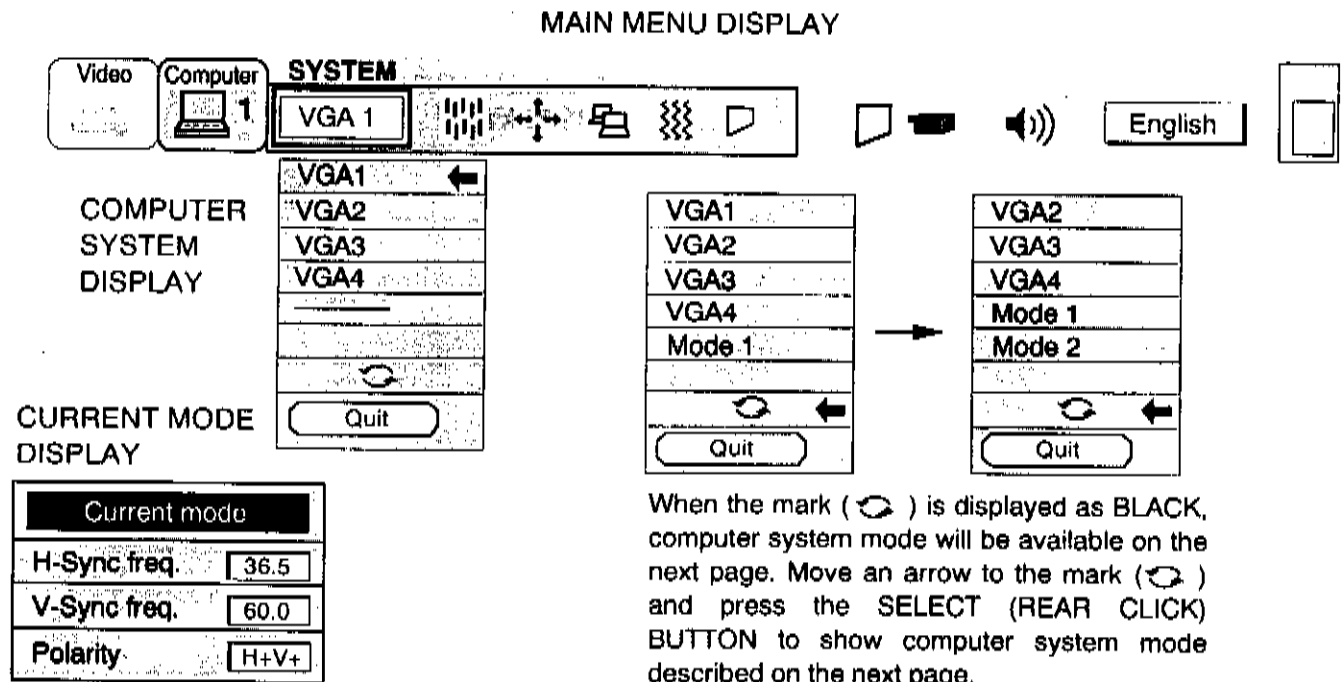 MAIN MENU DISPLAY
Video
Computer
1
SYSTEM
VGA 1
English
COMPUTER
SYSTEM
DISPLAY
VGA1
VGA2
VGA3
VGA4
Quit
VGA1
VGA2
VGA3
VGA4
Mode 1
Quit
VGA2
VGA3
VGA4
Mode 1
Mode 2
Quit
CURRENT MODE
DISPLAY
Current mode
H-Sync freq. 36.5
V-Sync freq. 60.0
Polarity H+V+
When the mark ( ) is displayed as BLACK,
computer system mode will be available on the
next page. Move an arrow to the mark ( )
and press the SELECT (REAR CLICK)
BUTTON to show computer system mode
described on the next page.